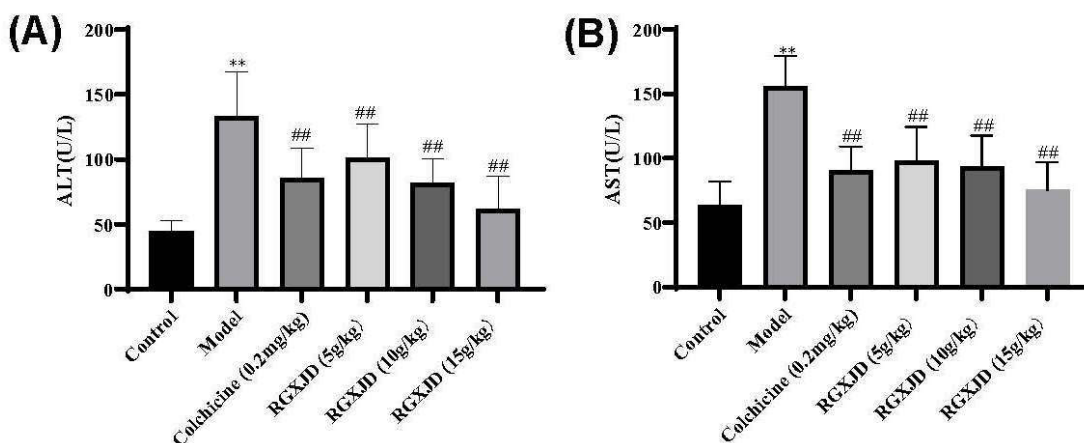 (A)
200
150
100
50
0
ALT(U/L)
**
##
##
##
##
Control
Model
Colchicine (0.2mg/kg)
RGXJD (5g/kg)
RGXJD (10g/kg)
RGXJD (15g/kg)
(B)
200
150
100
50
0
AST(U/L)
**
##
##
##
##
Control
Model
Colchicine (0.2mg/kg)
RGXJD (5g/kg)
RGXJD (10g/kg)
RGXJD (15g/kg)